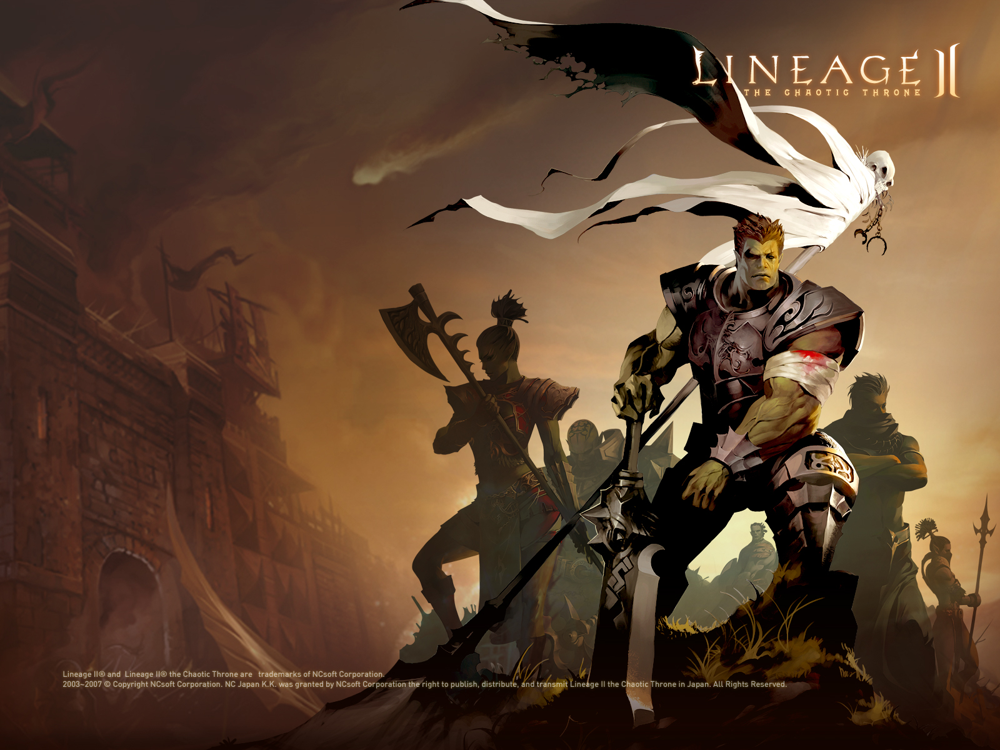 LINEAGE II
THE CHAOTIC THRONE
Lineage II® and Lineage II® the Chaotic Throne are trademarks of NCsoft Corporation.
2003~2007 © Copyright NCsoft Corporation. NC Japan K.K. was granted by NCsoft Corporation the right to publish, distribute, and transmit Lineage II the Chaotic Throne in Japan. All Rights Reserved.